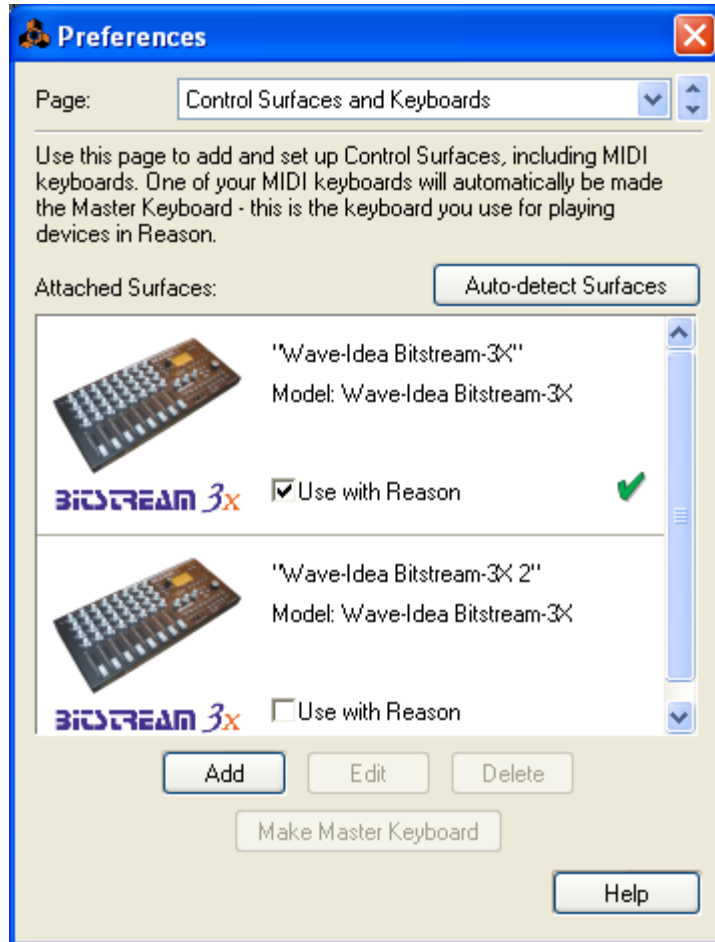 Preferences
Page: Control Surfaces and Keyboards
Use this page to add and set up Control Surfaces, including MIDI
keyboards. One of your MIDI keyboards will automatically be made
the Master Keyboard - this is the keyboard you use for playing
devices in Reason.
Attached Surfaces: Auto-detect Surfaces
"Wave-Idea Bitstream-3X"
Model: Wave-Idea Bitstream-3X
BITSTREAM 3x Use with Reason
"Wave-Idea Bitstream-3X 2"
Model: Wave-Idea Bitstream-3X
BITSTREAM 3x Use with Reason
Add Edit Delete
Make Master Keyboard
Help